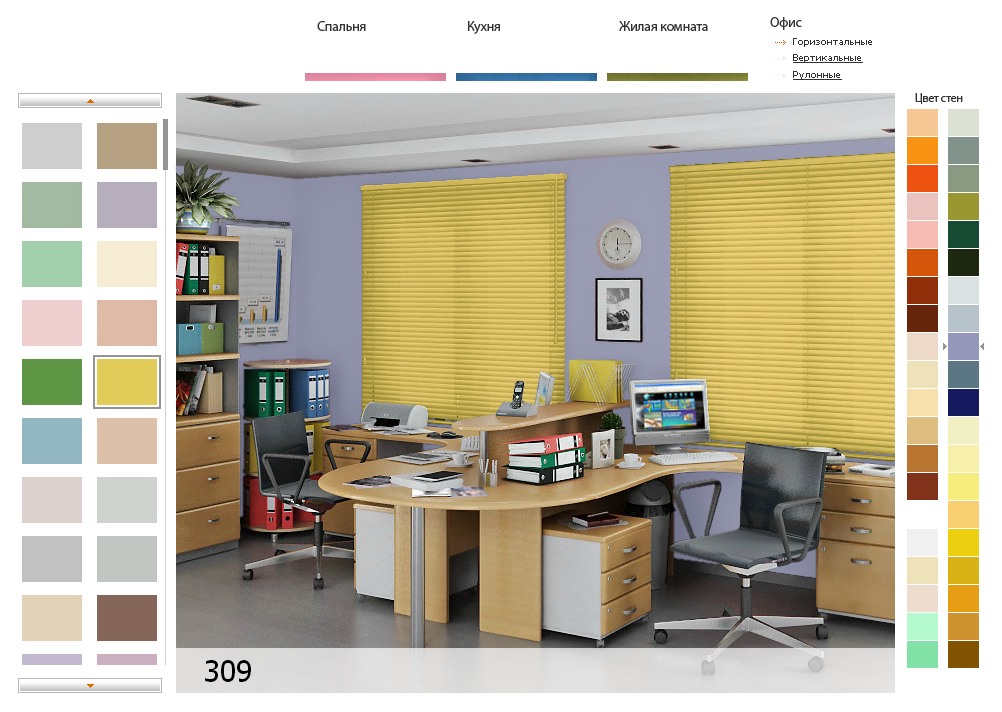 Спальня
Кухня
Жилая комната
Офис
Горизонтальные
Вертикальные
Рулонные
Цвет стен
309